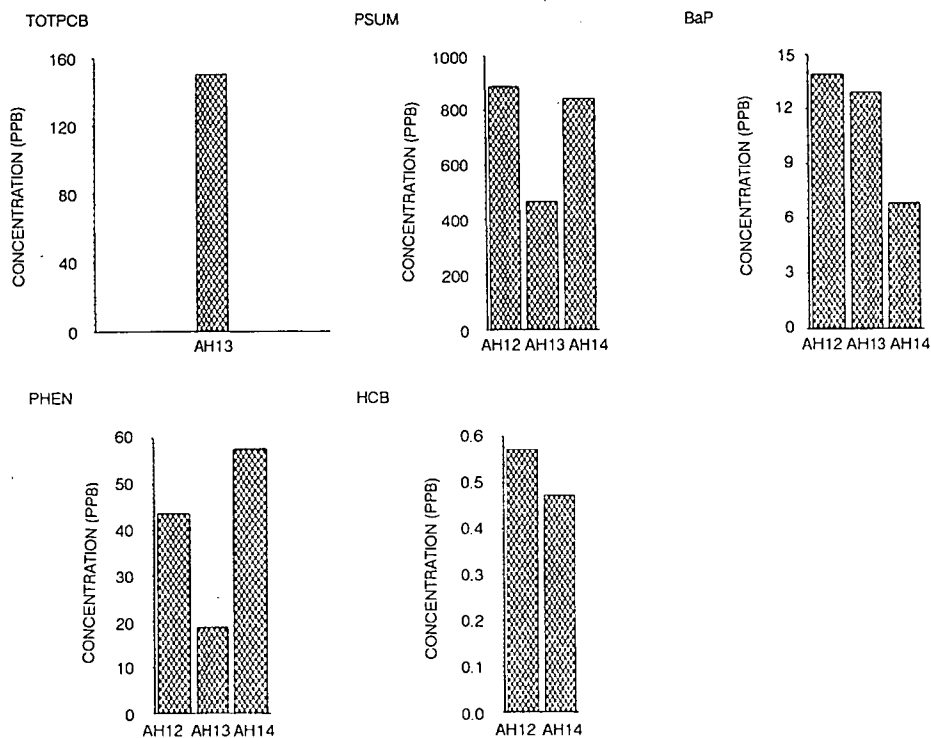 TOTPCB
CONCENTRATION (PPB)
160
120
80
40
0
AH13
PSUM
CONCENTRATION (PPB)
1000
800
600
400
200
0
AH12 AH13 AH14
BaP
CONCENTRATION (PPB)
15
12
9
6
3
0
AH12 AH13 AH14
PHEN
CONCENTRATION (PPB)
60
50
40
30
20
10
0
AH12 AH13 AH14
HCB
CONCENTRATION (PPB)
0.6
0.5
0.4
0.3
0.2
0.1
0.0
AH12 AH14